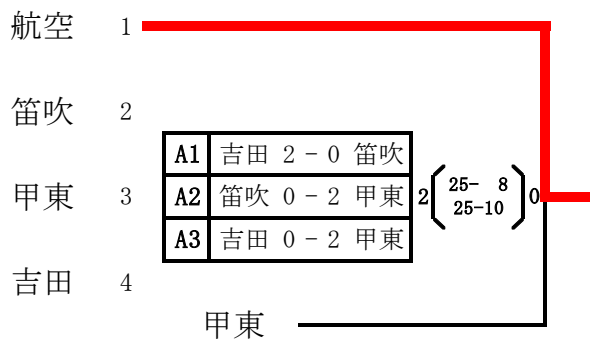 航空 1
笛吹 2
A1 吉田 2-0 笛吹
甲東 3 A2 笛吹 0-2 甲東 2 ( 25- 8 25-10 ) 0
A3 吉田 0-2 甲東
吉田 4
甲東